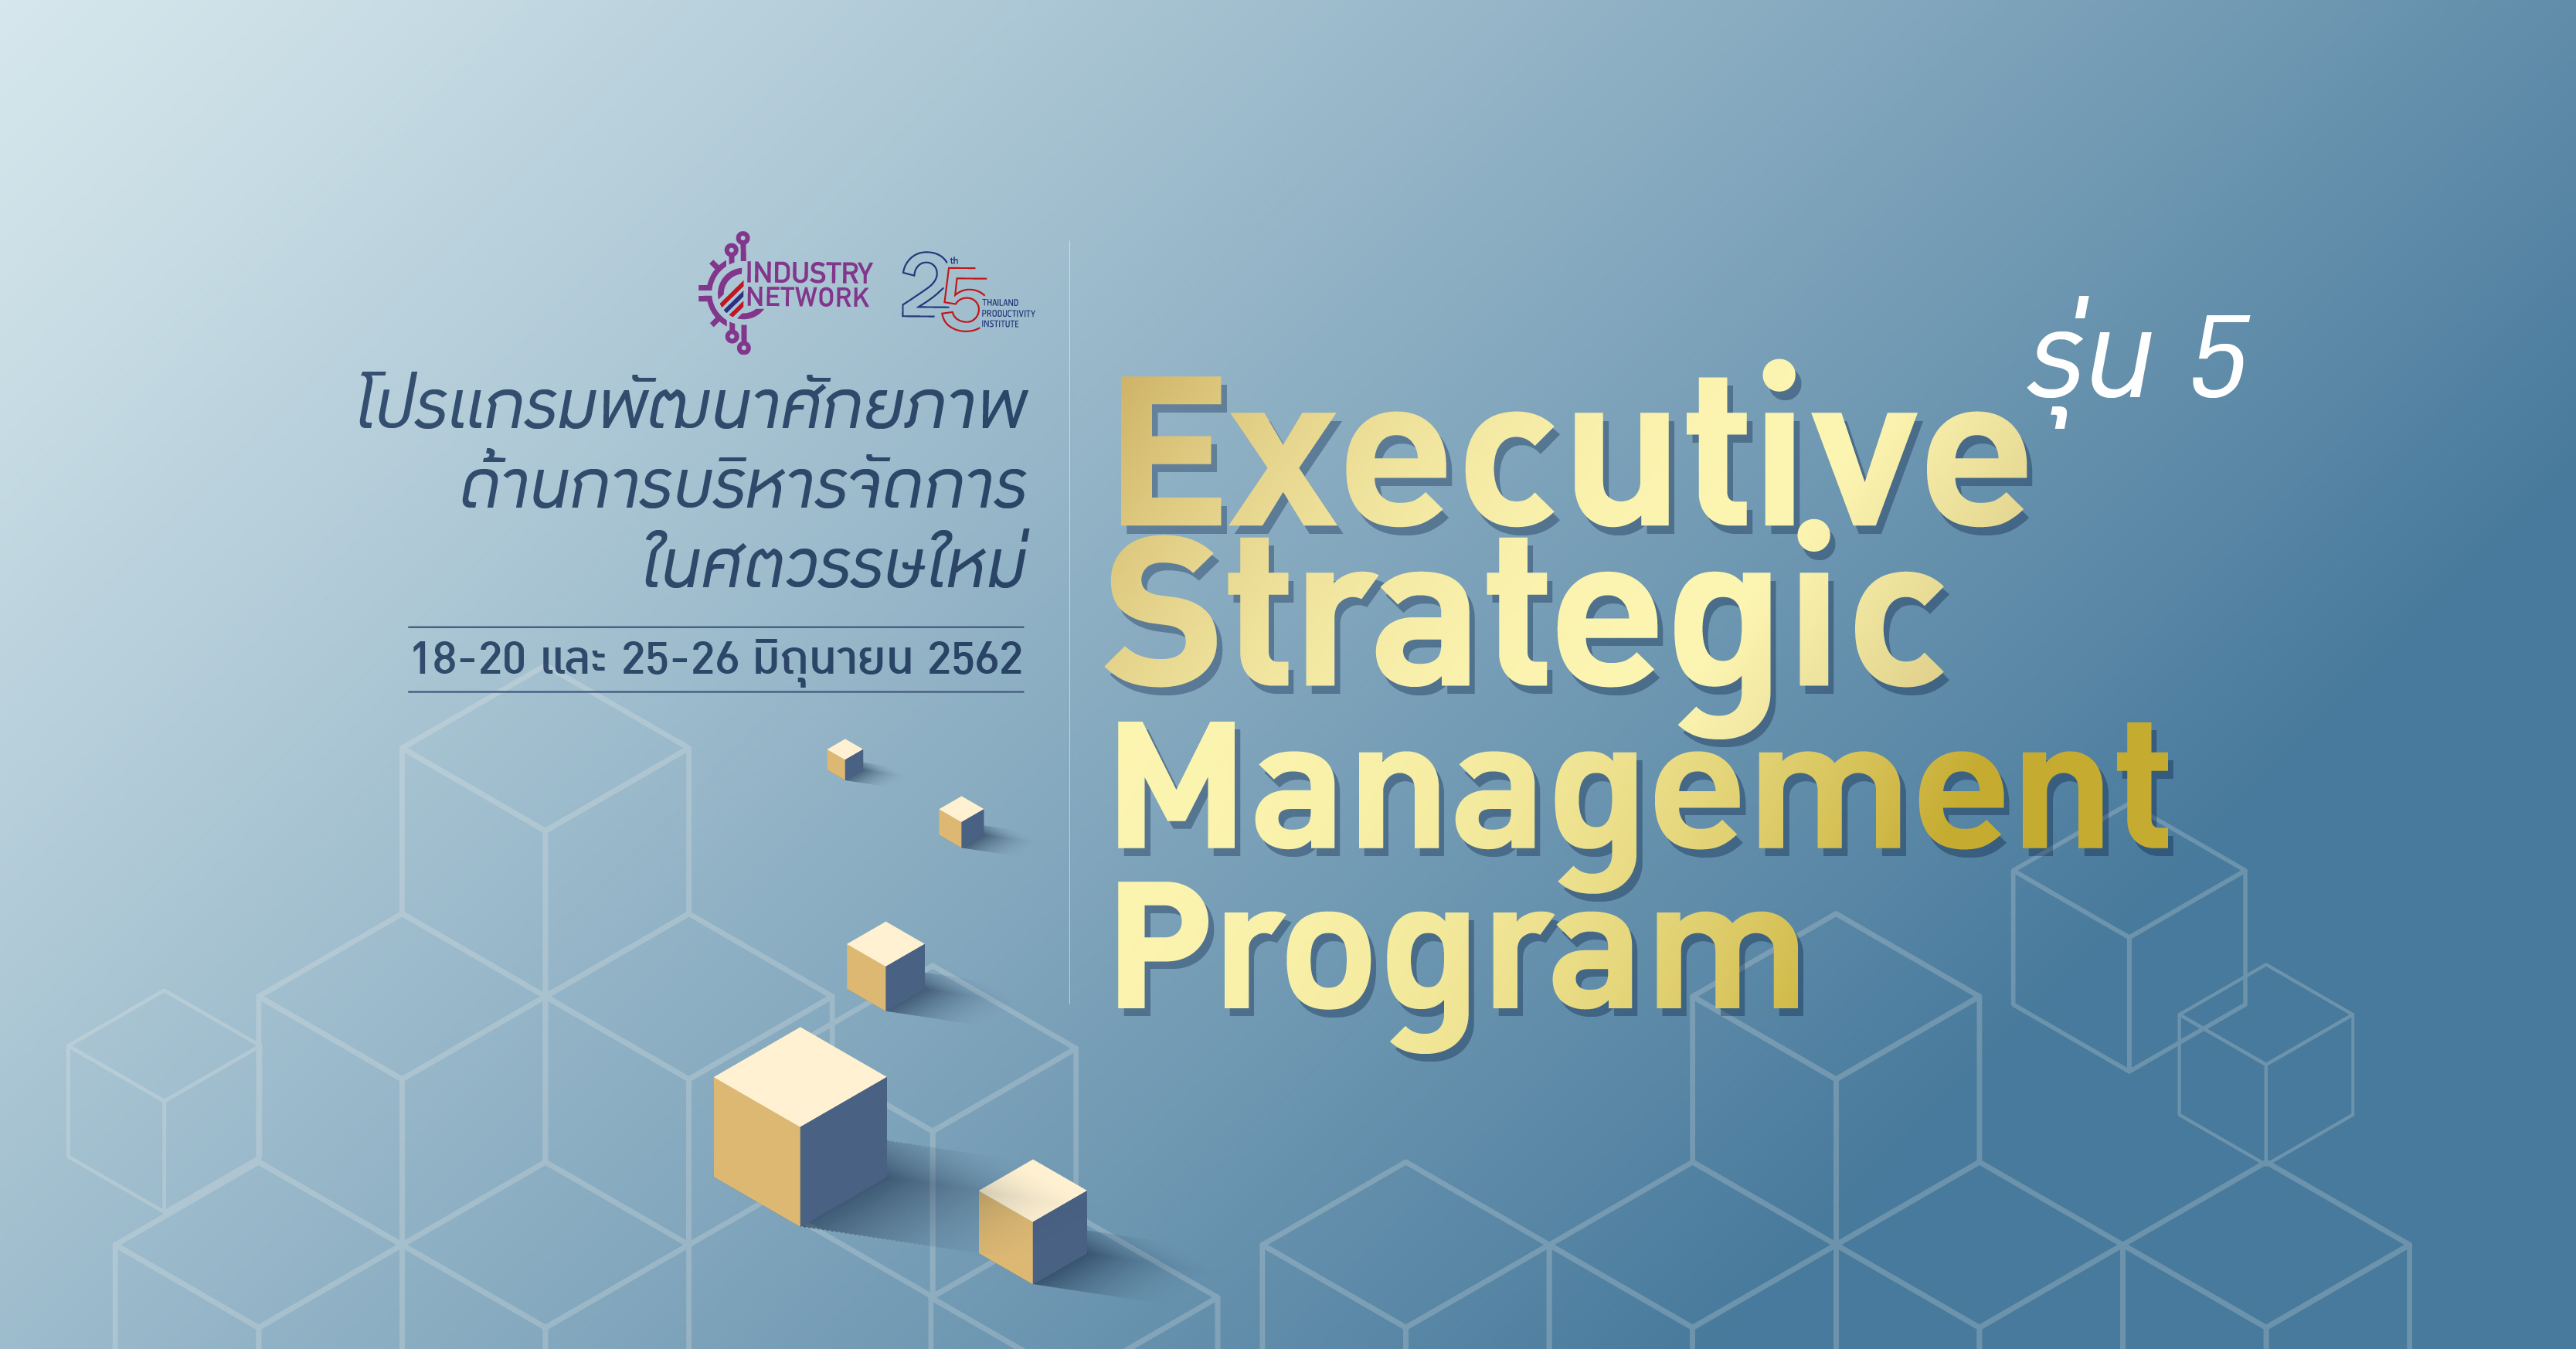 INDUSTRY
NETWORK
25th
THAILAND
PRODUCTIVITY
INSTITUTE
โปรแกรมพัฒนาศักยภาพ
ด้านการบริหารจัดการ
ในศตวรรษใหม่
18-20 และ 25-26 มิถุนายน 2562
รุ่น 5
Executive
Strategic
Management
Program